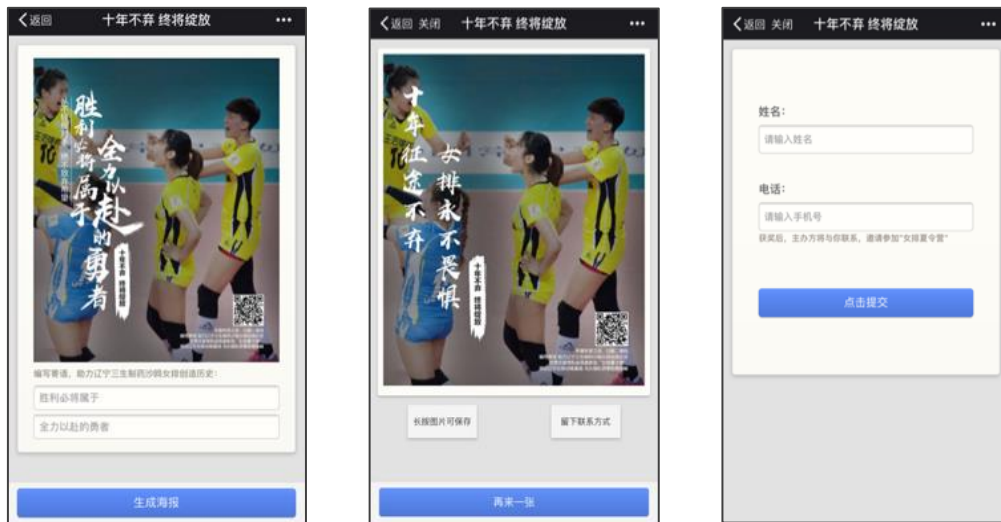 返回
十年不弃 终将绽放
胜利必将属于
全力以赴的勇者
十年不弃 终将绽放
编写寄语，助力辽宁三生制药沙鸥女排创造历史：
胜利必将属于
全力以赴的勇者
生成海报
返回 关闭
十年不弃 终将绽放
十年征途不弃
女排永不畏惧
十年不弃 终将绽放
长按图片可保存
留下联系方式
再来一张
返回 关闭
十年不弃 终将绽放
姓名：
请输入姓名
电话：
请输入手机号
获奖后，主办方将与你联系，邀请参加"女排夏令营"
点击提交